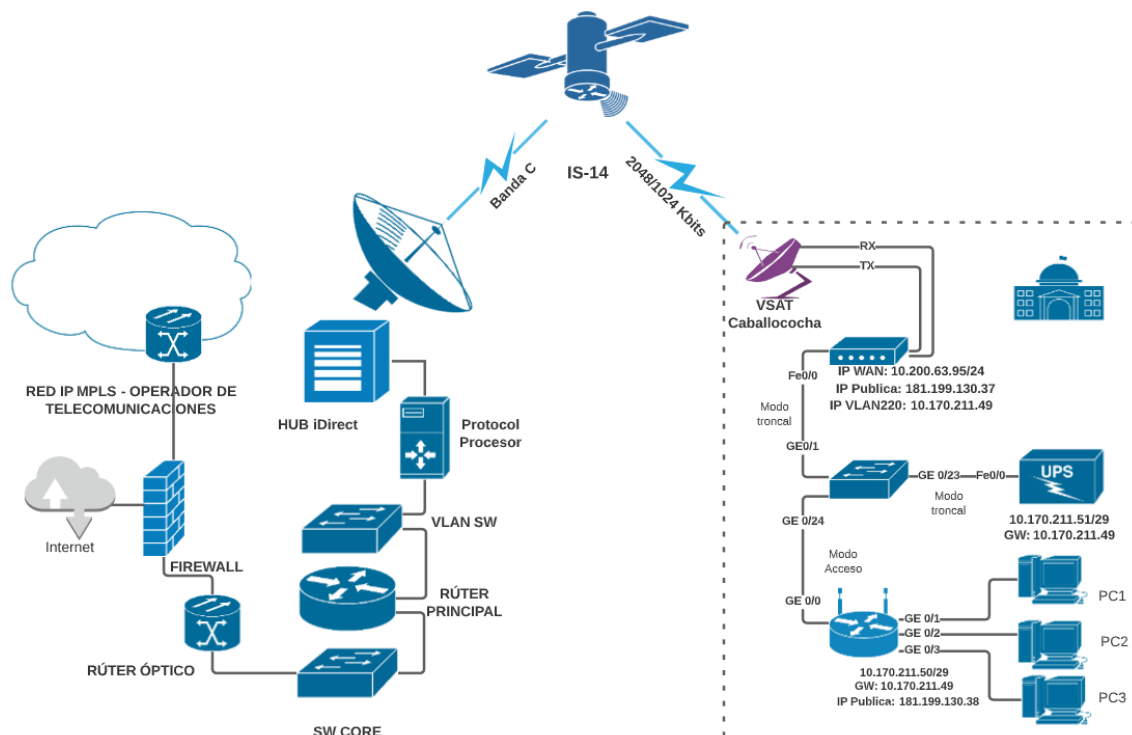 Banda C
IS-14
2048/1024 Kbits
RED IP MPLS - OPERADOR DE
TELECOMUNICACIONES
HUB iDirect
Protocol
Procesor
Internet
FIREWALL
VLAN SW
RÚTER
PRINCIPAL
RÚTER ÓPTICO
SW CORE
RX
TX
VSAT
Caballococha
Fe0/0
IP WAN: 10.200.63.95/24
IP Publica: 181.199.130.37
IP VLAN220: 10.170.211.49
Modo
troncal
GE0/1
GE 0/23
Fe0/0
UPS
Modo
troncal
10.170.211.51/29
GW: 10.170.211.49
GE 0/24
Modo
Acceso
GE 0/0
GE 0/1
GE 0/2
GE 0/3
PC1
PC2
PC3
10.170.211.50/29
GW: 10.170.211.49
IP Publica: 181.199.130.38